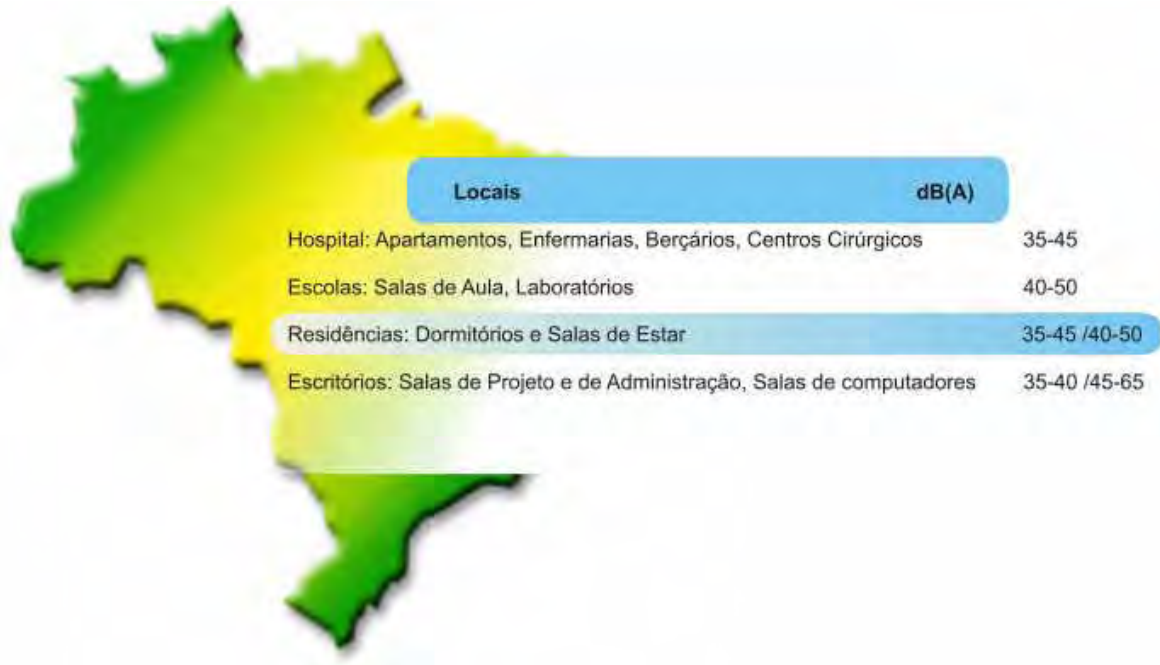 Locais dB(A)
Hospital: Apartamentos, Enfermarias, Berçários, Centros Cirúrgicos 35-45
Escolas: Salas de Aula, Laboratórios 40-50
Residências: Dormitórios e Salas de Estar 35-45 /40-50
Escritórios: Salas de Projeto e de Administração, Salas de computadores 35-40 /45-65